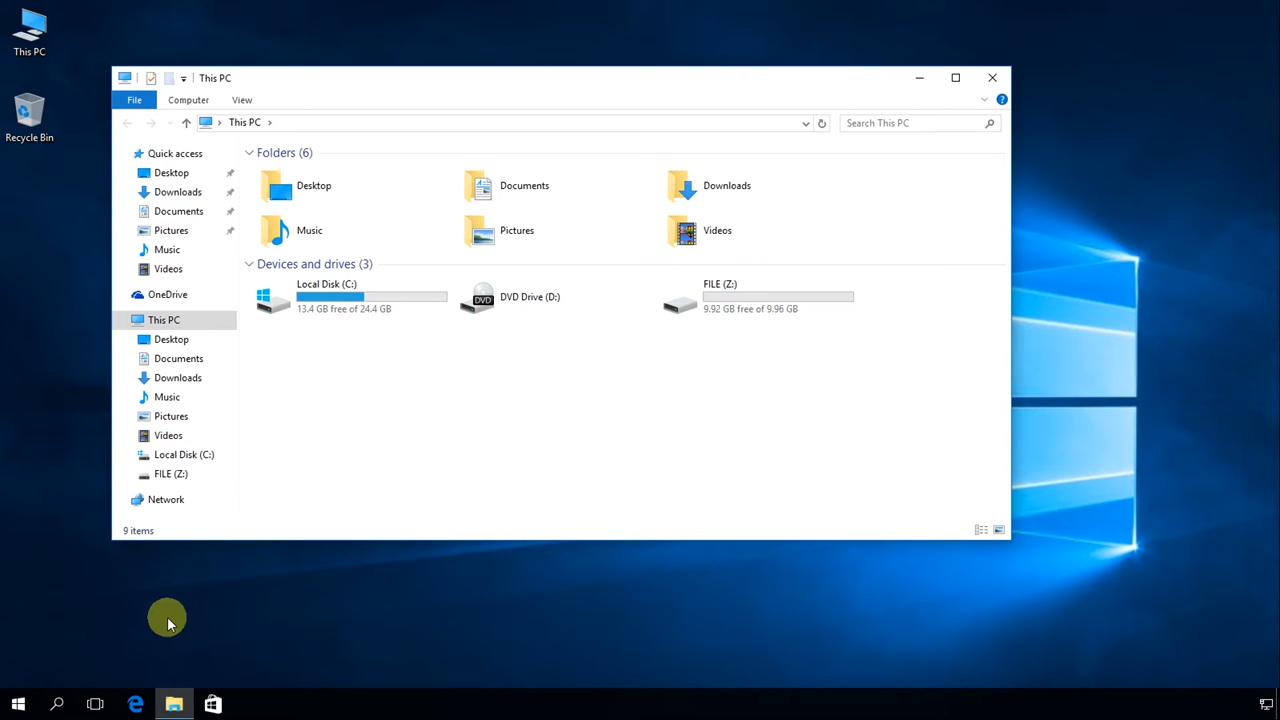 This PC
Recycle Bin
This PC
File Computer View
This PC
Search This PC
Quick access
Desktop
Downloads
Documents
Pictures
Music
Videos
OneDrive
This PC
Desktop
Documents
Downloads
Music
Pictures
Videos
Local Disk (C:)
FILE (Z:)
Network
Folders (6)
Desktop
Documents
Downloads
Music
Pictures
Videos
Devices and drives (3)
Local Disk (C:)
13.4 GB free of 24.4 GB
DVD
DVD Drive (D:)
FILE (Z:)
9.92 GB free of 9.96 GB
9 items